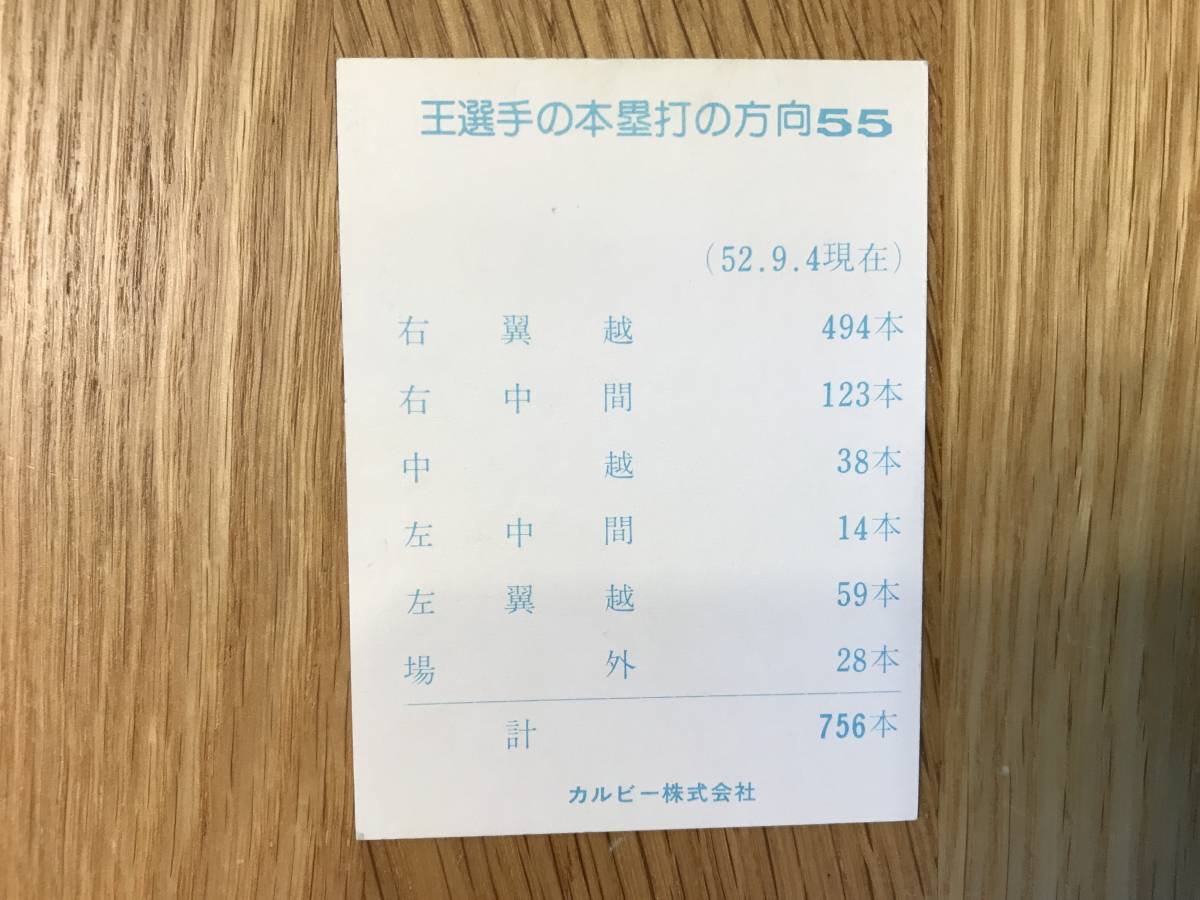 王選手の本塁打の方向55
(52.9.4現在)
右翼越 494本
右中間 123本
中越 38本
左中間 14本
左翼越 59本
場外 28本
計 756本
カルビー株式会社